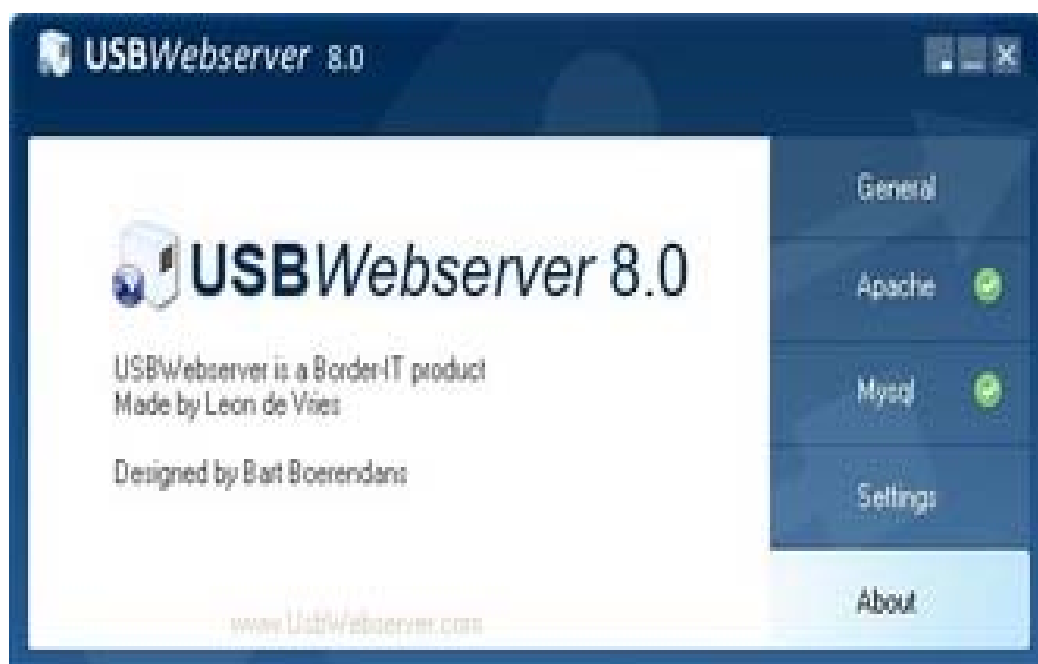 USBWebserver 8.0
General
USBWebserver 8.0
Apache
USBWebserver is a Border-IT product
Made by Leon de Vries
Mysql
Designed by Bart Boerendans
Settings
www.UsbWebserver.com
About